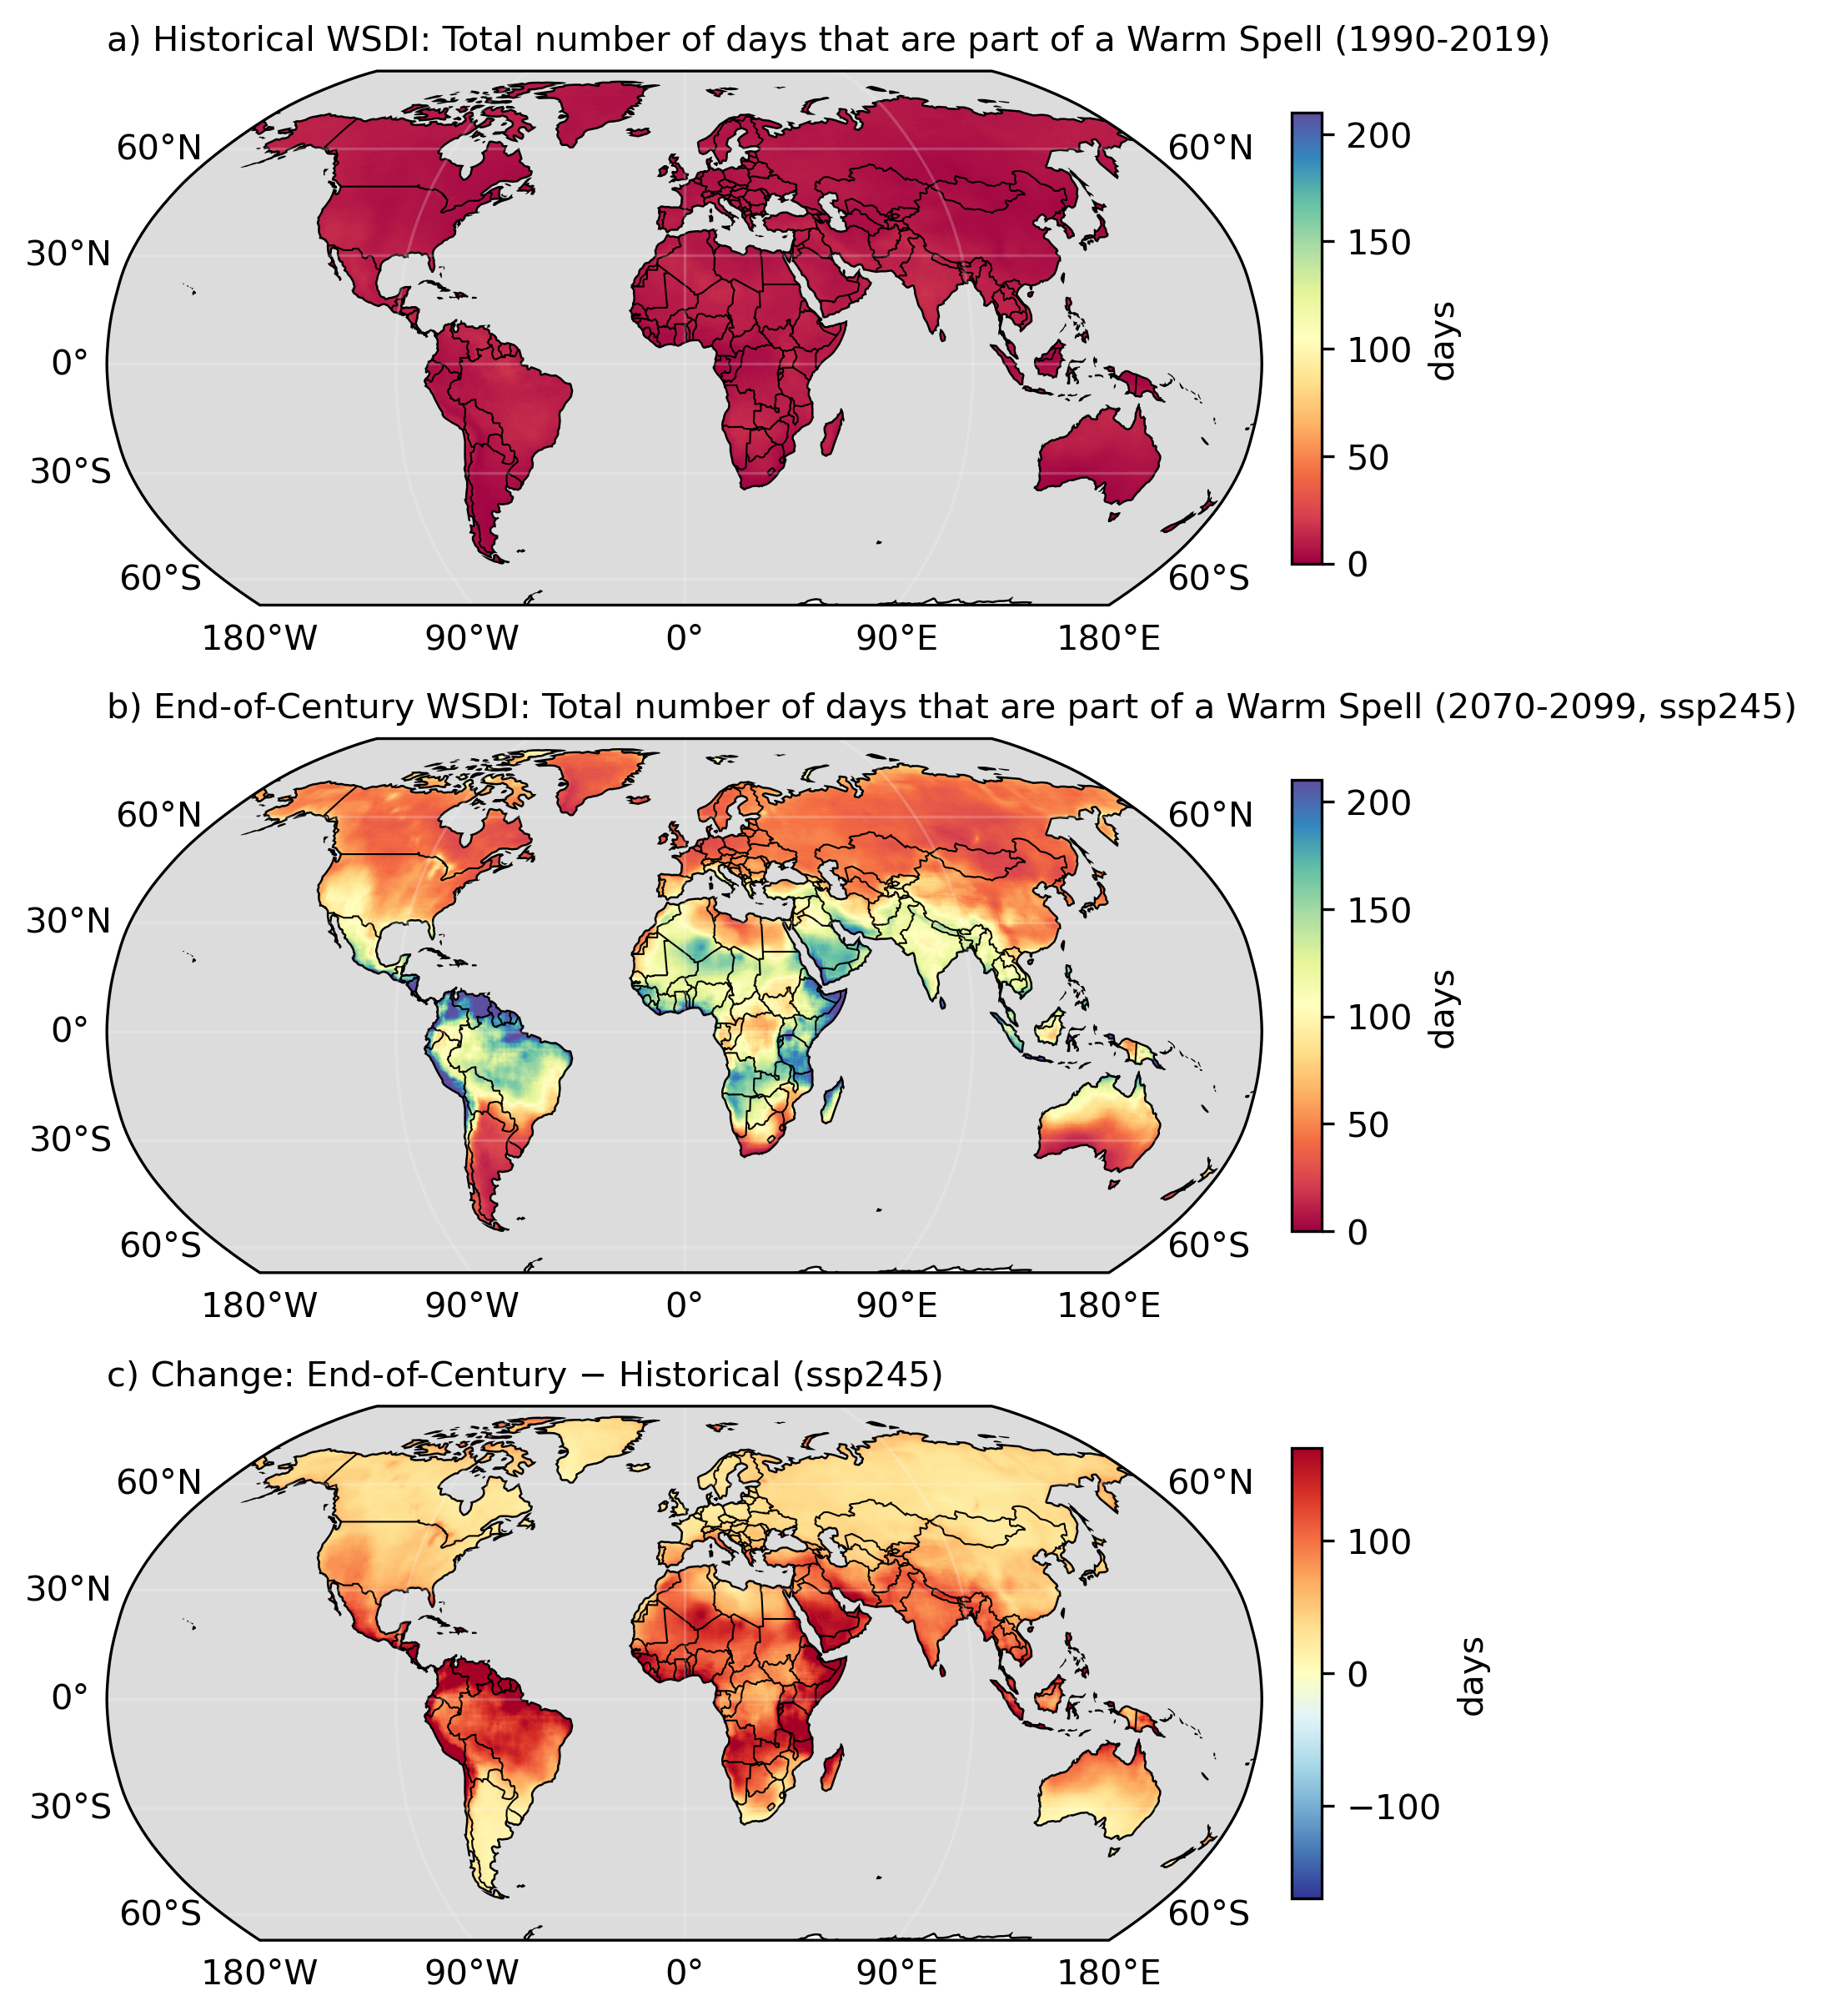 a) Historical WSDI: Total number of days that are part of a Warm Spell (1990-2019)
60°N 60°N
30°N
0°
30°S
60°S 60°S
180°W 90°W 0° 90°E 180°E
200
150
100
50
0
days
b) End-of-Century WSDI: Total number of days that are part of a Warm Spell (2070-2099, ssp245)
60°N 60°N
30°N
0°
30°S
60°S 60°S
180°W 90°W 0° 90°E 180°E
200
150
100
50
0
days
c) Change: End-of-Century − Historical (ssp245)
60°N 60°N
30°N
0°
30°S
60°S 60°S
180°W 90°W 0° 90°E 180°E
100
0
−100
days